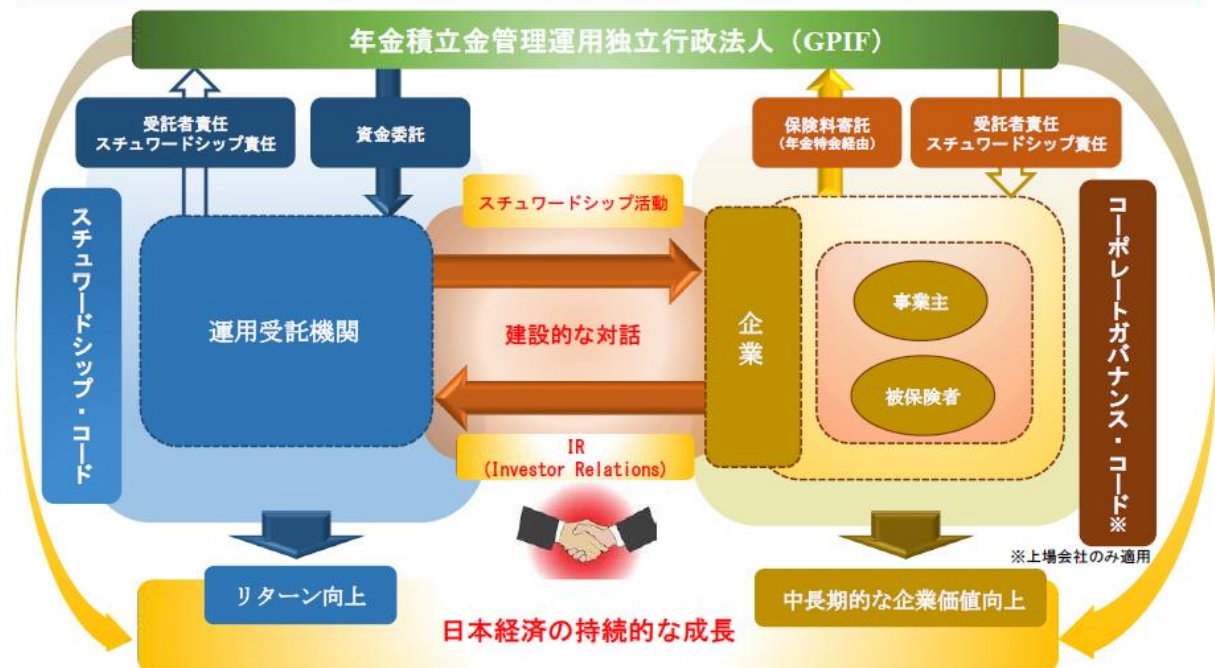 年金積立金管理運用独立行政法人（GPIF）
受託者責任
スチュワードシップ責任
資金委託
保険料寄託
(年金特会経由)
受託者責任
スチュワードシップ責任
スチュワードシップ・コード
運用受託機関
スチュワードシップ活動
建設的な対話
IR
(Investor Relations)
企業
事業主
被保険者
コーポレートガバナンス・コード※
※上場会社のみ適用
リターン向上
中長期的な企業価値向上
日本経済の持続的な成長